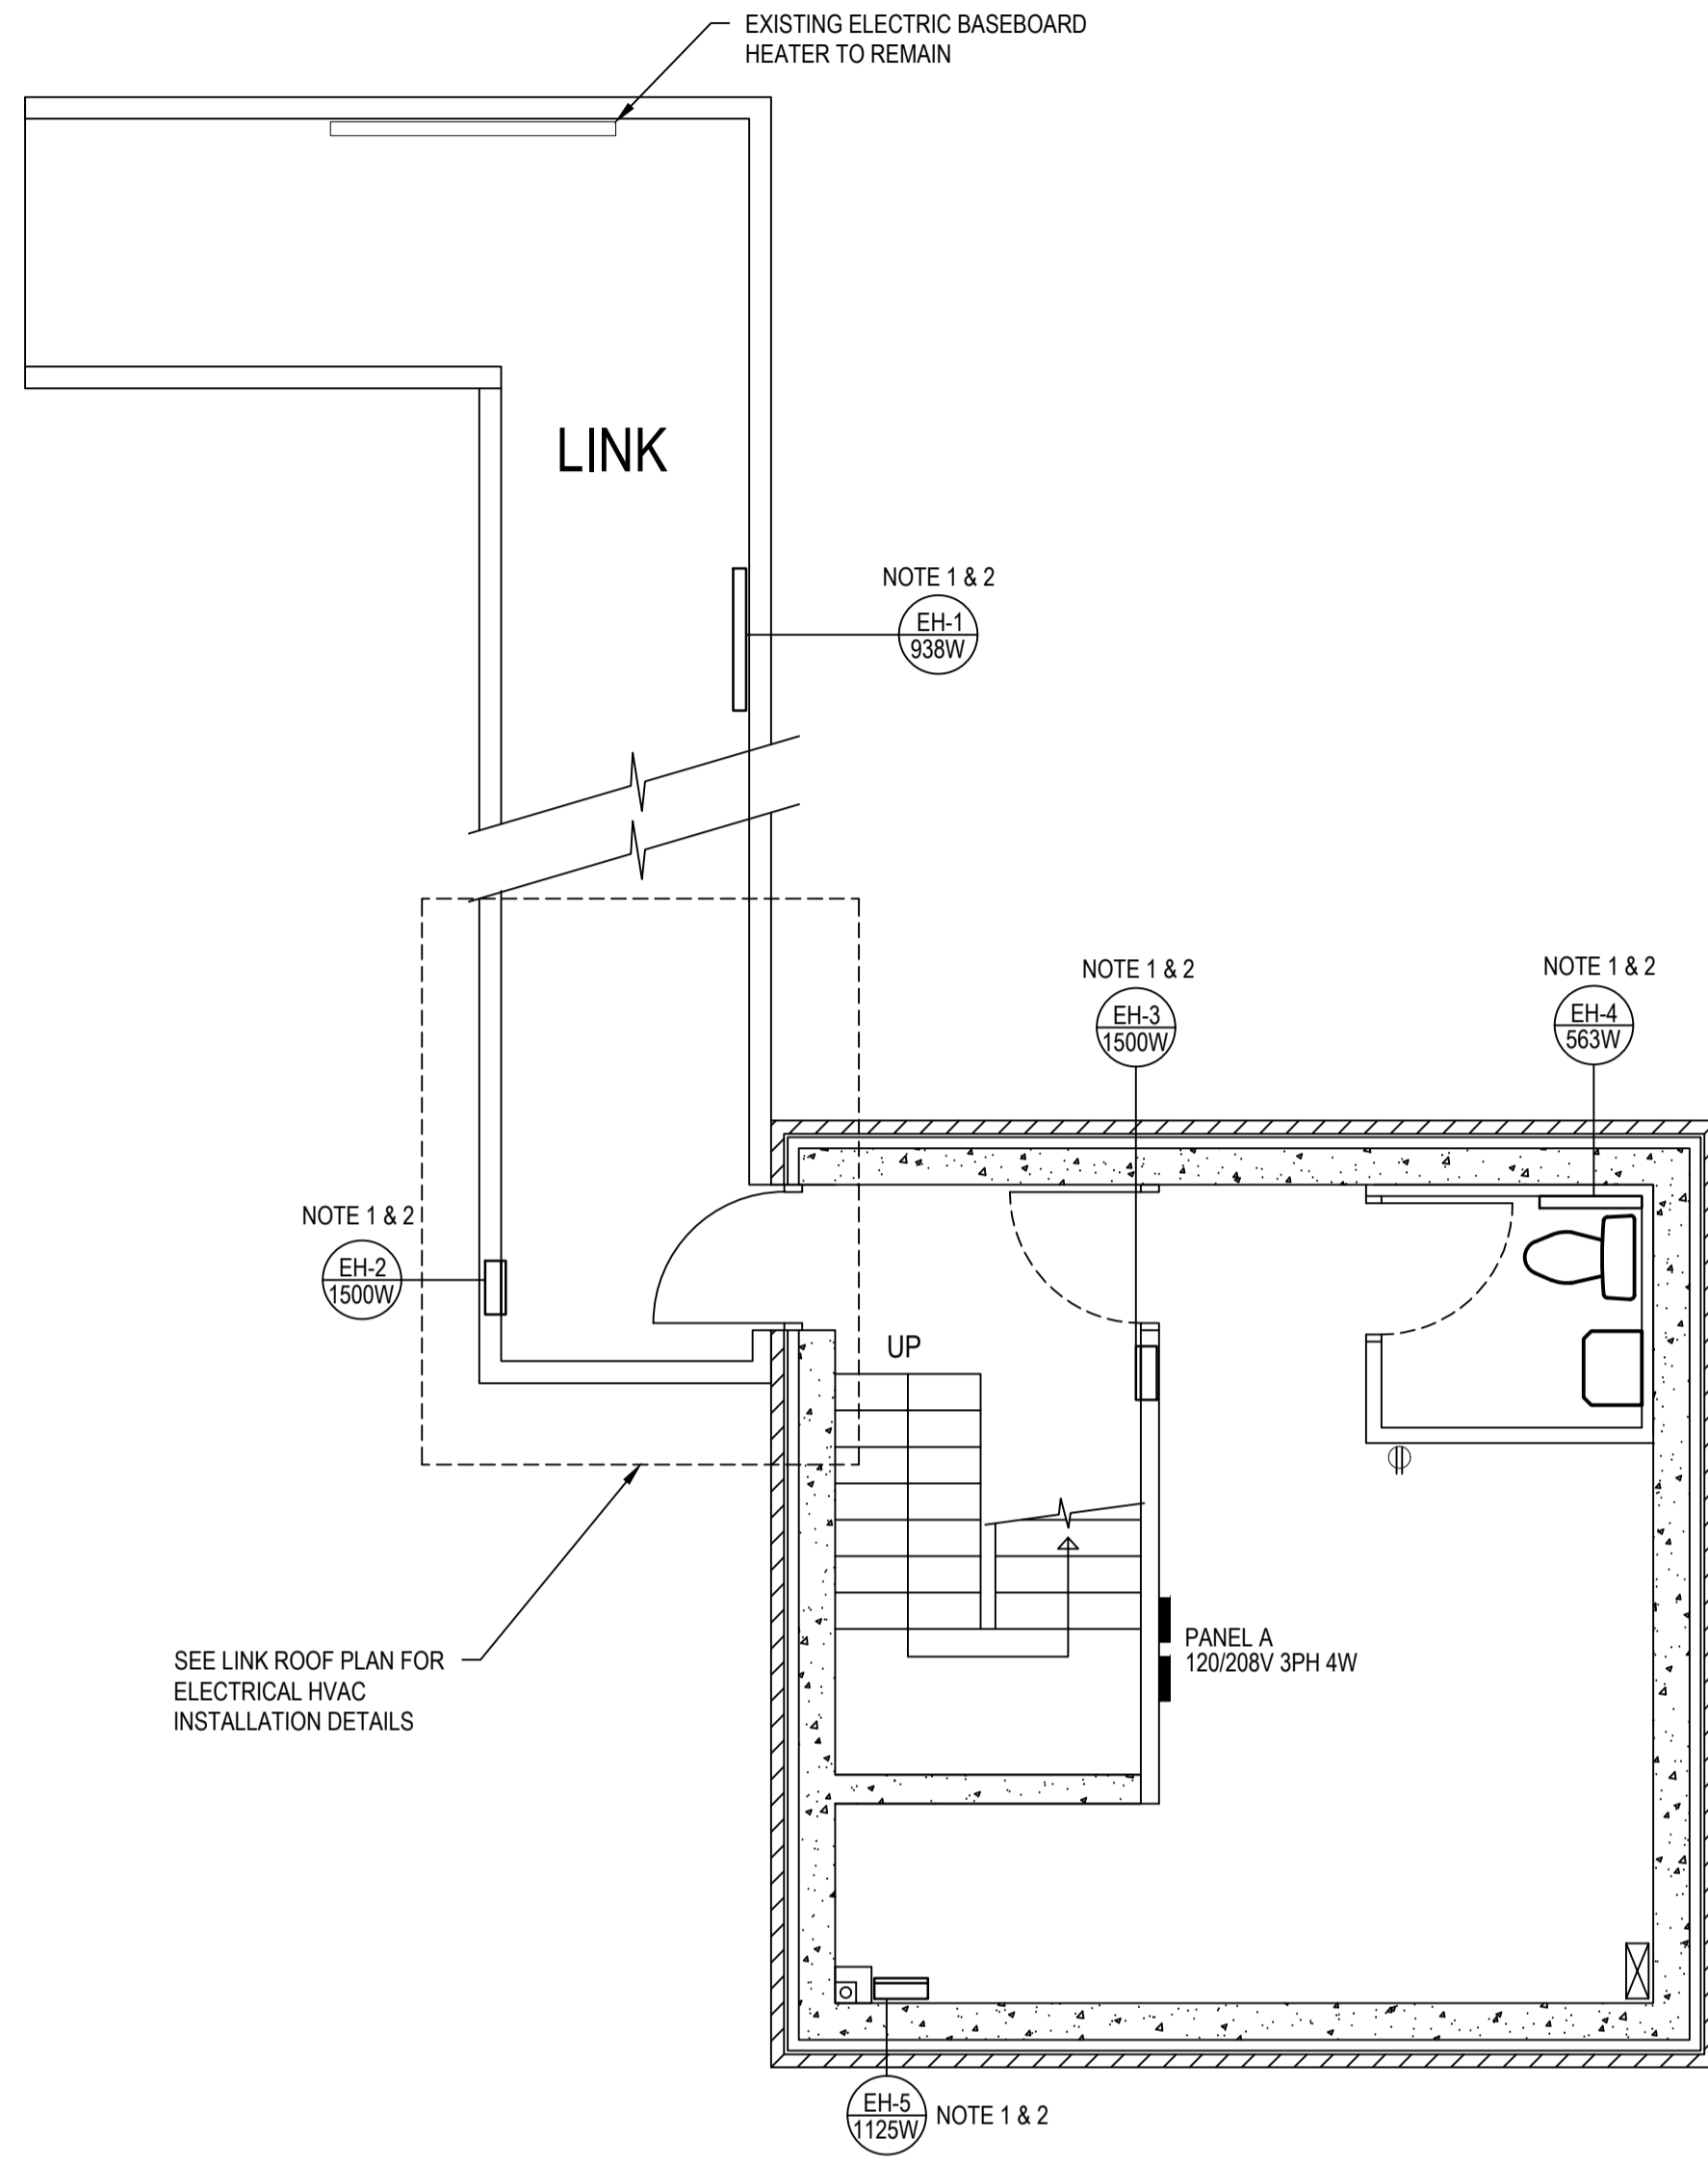 EXISTING ELECTRIC BASEBOARD
HEATER TO REMAIN
LINK
NOTE 1 & 2
EH-1
938W
NOTE 1 & 2
EH-3
1500W
NOTE 1 & 2
EH-4
563W
NOTE 1 & 2
EH-2
1500W
UP
SEE LINK ROOF PLAN FOR
ELECTRICAL HVAC
INSTALLATION DETAILS
PANEL A
120/208V 3PH 4W
EH-5
1125W
NOTE 1 & 2